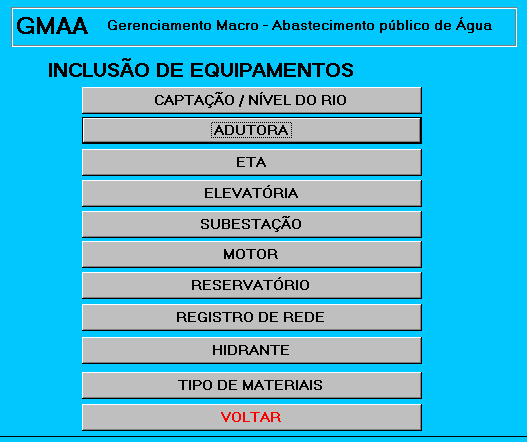 GMAA Gerenciamento Macro - Abastecimento público de Água
INCLUSÃO DE EQUIPAMENTOS
CAPTAÇÃO / NÍVEL DO RIO
ADUTORA
ETA
ELEVATÓRIA
SUBESTAÇÃO
MOTOR
RESERVATÓRIO
REGISTRO DE REDE
HIDRANTE
TIPO DE MATERIAIS
VOLTAR